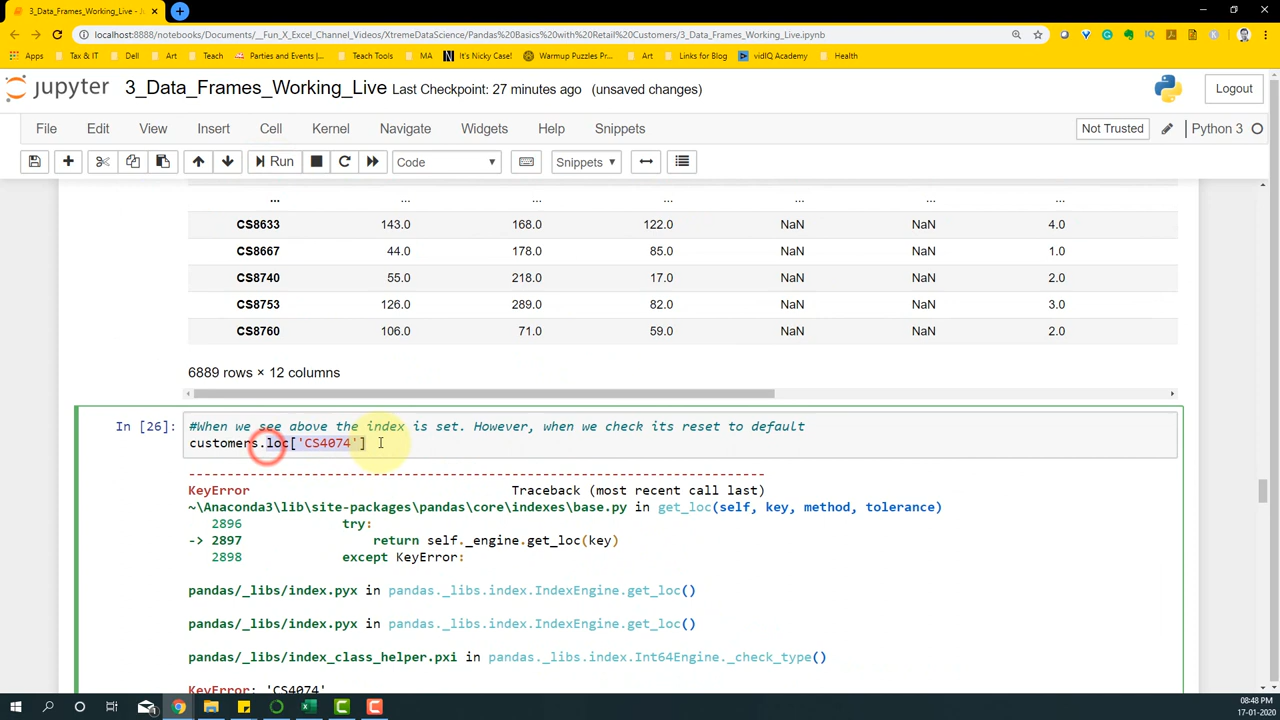 3_Data_Frames_Working_Live - Ju
localhost:8888/notebooks/Documents/__Fun_X_Excel_Channel_Videos/XtremeDataScience/Pandas%20Basics%20with%20Retail%20Customers/3_Data_Frames_Working_Live.ipynb
Apps Tax & IT Dell Art Teach Parties and Events |... Teach Tools MA It's Nicky Case! Warmup Puzzles Pr... Art Links for Blog vidIQ Academy Health
jupyter 3_Data_Frames_Working_Live Last Checkpoint: 27 minutes ago (unsaved changes) Logout
File Edit View Insert Cell Kernel Navigate Widgets Help Snippets Not Trusted Python 3
Run Code Snippets
... ... ... ... ... ... ...
CS8633 143.0 168.0 122.0 NaN NaN 4.0
CS8667 44.0 178.0 85.0 NaN NaN 1.0
CS8740 55.0 218.0 17.0 NaN NaN 2.0
CS8753 126.0 289.0 82.0 NaN NaN 3.0
CS8760 106.0 71.0 59.0 NaN NaN 2.0
6889 rows × 12 columns
In [26]: #When we see above the index is set. However, when we check its reset to default
customers.loc['CS4074']
---------------------------------------------------------------------------
KeyError Traceback (most recent call last)
~\Anaconda3\lib\site-packages\pandas\core\indexes\base.py in get_loc(self, key, method, tolerance)
2896 try:
-> 2897 return self._engine.get_loc(key)
2898 except KeyError:
pandas/_libs/index.pyx in pandas._libs.index.IndexEngine.get_loc()
pandas/_libs/index.pyx in pandas._libs.index.IndexEngine.get_loc()
pandas/_libs/index_class_helper.pxi in pandas._libs.index.Int64Engine._check_type()
KeyError: 'CS4074'
08:48 PM
17-01-2020